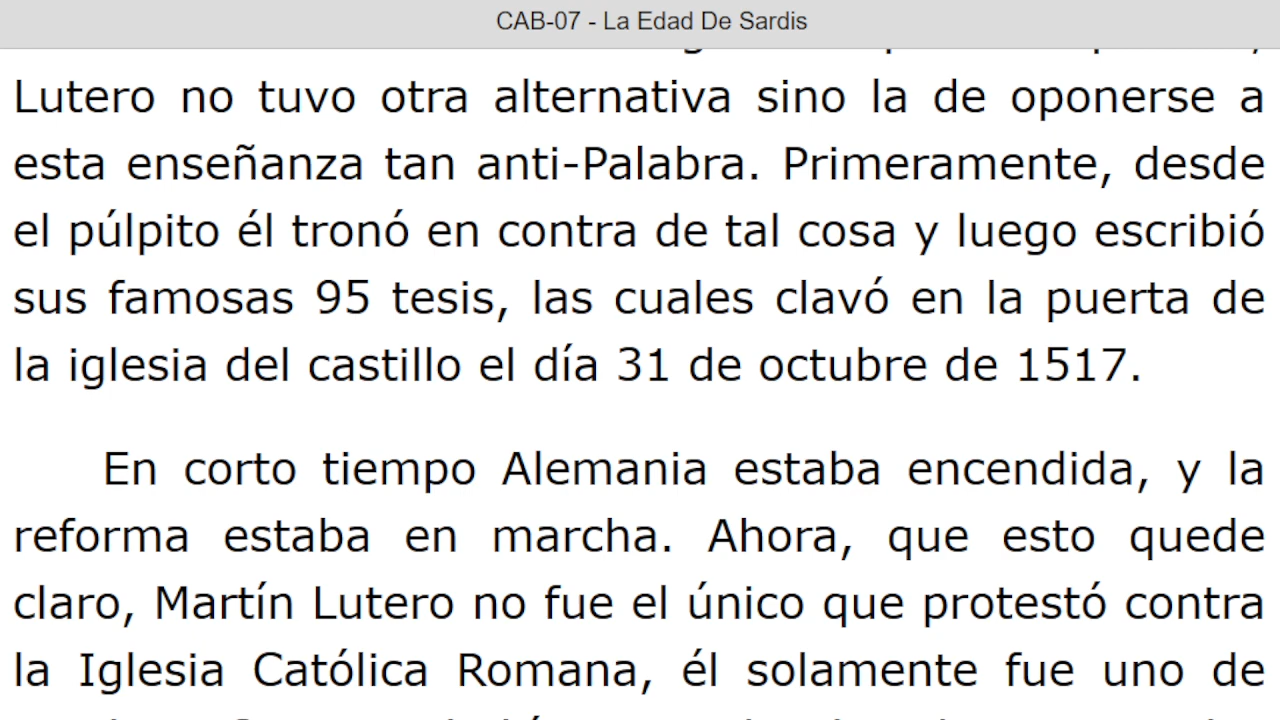 CAB-07 - La Edad De Sardis
Lutero no tuvo otra alternativa sino la de oponerse a
esta enseñanza tan anti-Palabra. Primeramente, desde
el púlpito él tronó en contra de tal cosa y luego escribió
sus famosas 95 tesis, las cuales clavó en la puerta de
la iglesia del castillo el día 31 de octubre de 1517.
En corto tiempo Alemania estaba encendida, y la
reforma estaba en marcha. Ahora, que esto quede
claro, Martín Lutero no fue el único que protestó contra
la Iglesia Católica Romana, él solamente fue uno de